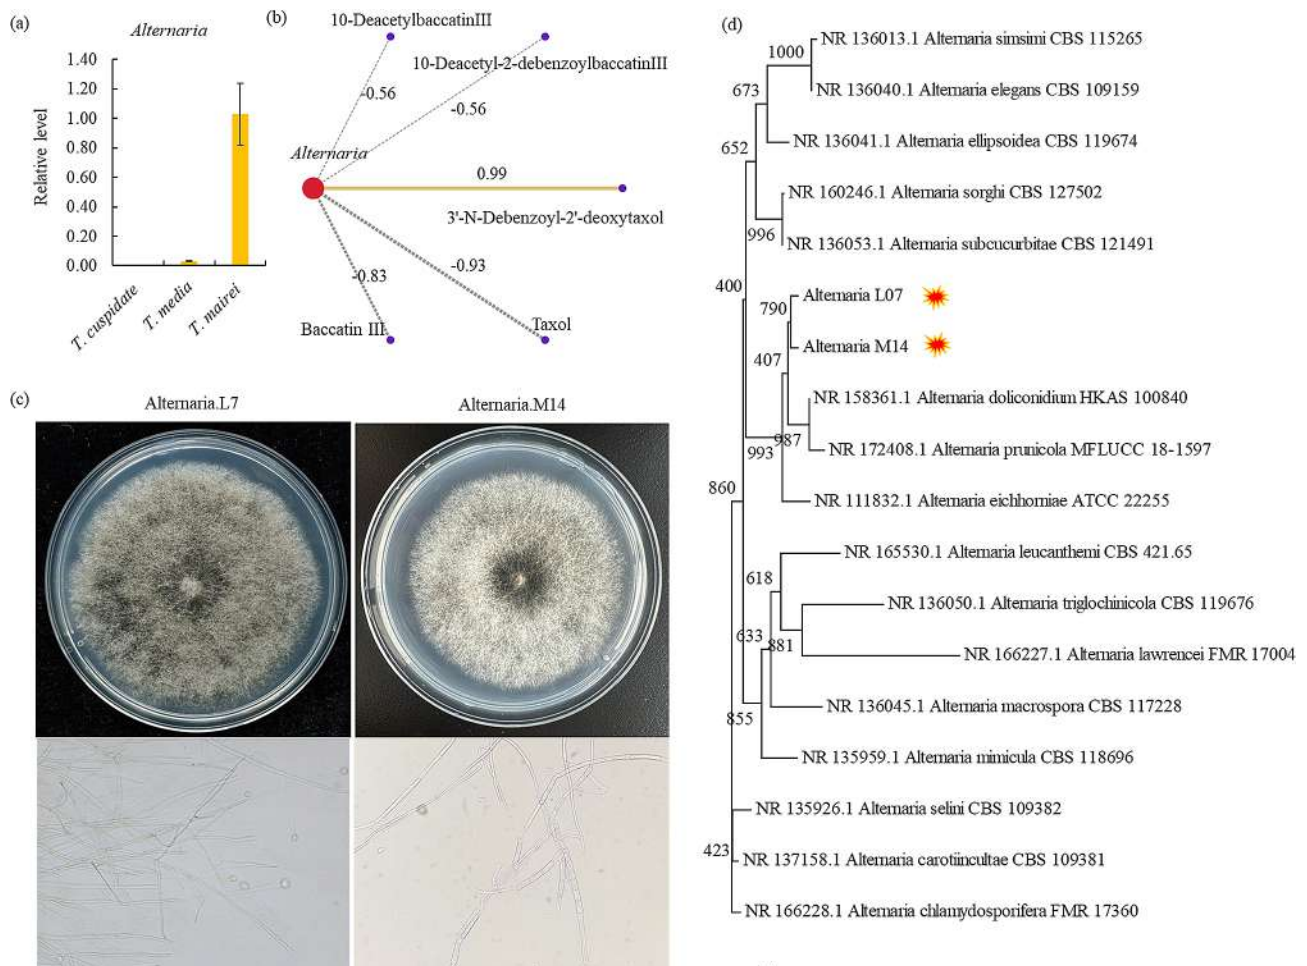 (a)
Alternaria
1.40
1.20
1.00
0.80
0.60
0.40
0.20
0.00
Relative level
T. cuspidate
T. media
T. mairei
(b)
10-DeacetylbaccatinIII
10-Deacetyl-2-debenzoylbaccatinIII
-0.56
-0.56
Alternaria
0.99
3'-N-Debenzoyl-2'-deoxytaxol
-0.93
-0.83
Baccatin III
Taxol
(c)
Alternaria.L7
Alternaria.M14
(d)
NR 136013.1 Alternaria simsimi CBS 115265
1000
673
NR 136040.1 Alternaria elegans CBS 109159
NR 136041.1 Alternaria ellipsoidea CBS 119674
652
NR 160246.1 Alternaria sorghi CBS 127502
996
NR 136053.1 Alternaria subcucurbitae CBS 121491
400
790
Alternaria L07
Alternaria M14
407
NR 158361.1 Alternaria doliconidium HKAS 100840
987
993
NR 172408.1 Alternaria prunicola MFLUCC 18-1597
860
NR 111832.1 Alternaria eichhorniae ATCC 22255
NR 165530.1 Alternaria leucanthemi CBS 421.65
618
NR 136050.1 Alternaria triglochinicola CBS 119676
633
881
NR 166227.1 Alternaria lawrencei FMR 17004
855
NR 136045.1 Alternaria macrospora CBS 117228
NR 135959.1 Alternaria mimicula CBS 118696
NR 135926.1 Alternaria selini CBS 109382
423
NR 137158.1 Alternaria carotiincultae CBS 109381
NR 166228.1 Alternaria chlamydosporifera FMR 17360